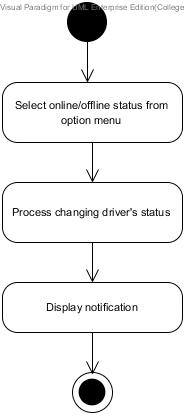 Visual Paradigm for UML Enterprise Edition(College
Select online/offline status from
option menu
Process changing driver's status
Display notification